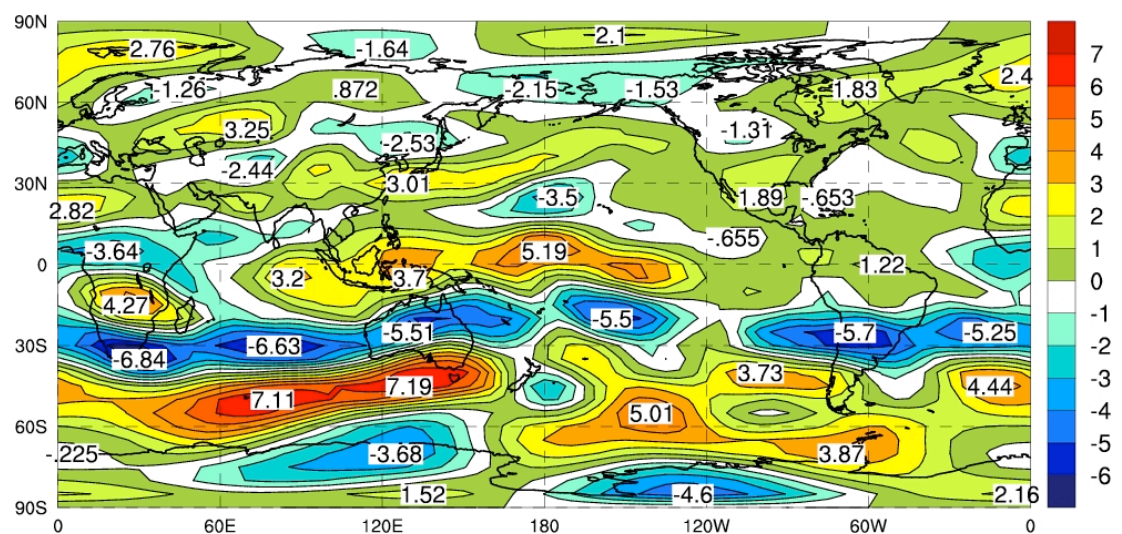 90N
2.76 -1.64 2.1 7
-1.26 .872 -2.15 -1.53 1.83 2.4 6
60N 5
3.25 -2.53 -1.31 4
-2.44 3.01
30N 3
2.82 -3.5 1.89 -.653 2
-3.64 5.19 -.655 1
0 3.2 3.7 1.22 0
4.27 -1
-5.51 -5.5 -5.7 -5.25
30S -6.84 -6.63 -2
7.11 7.19 3.73 4.44 -3
5.01 -4
60S
-.225 -3.68 3.87 -5
1.52 -4.6 2.16 -6
90S
0 60E 120E 180 120W 60W 0